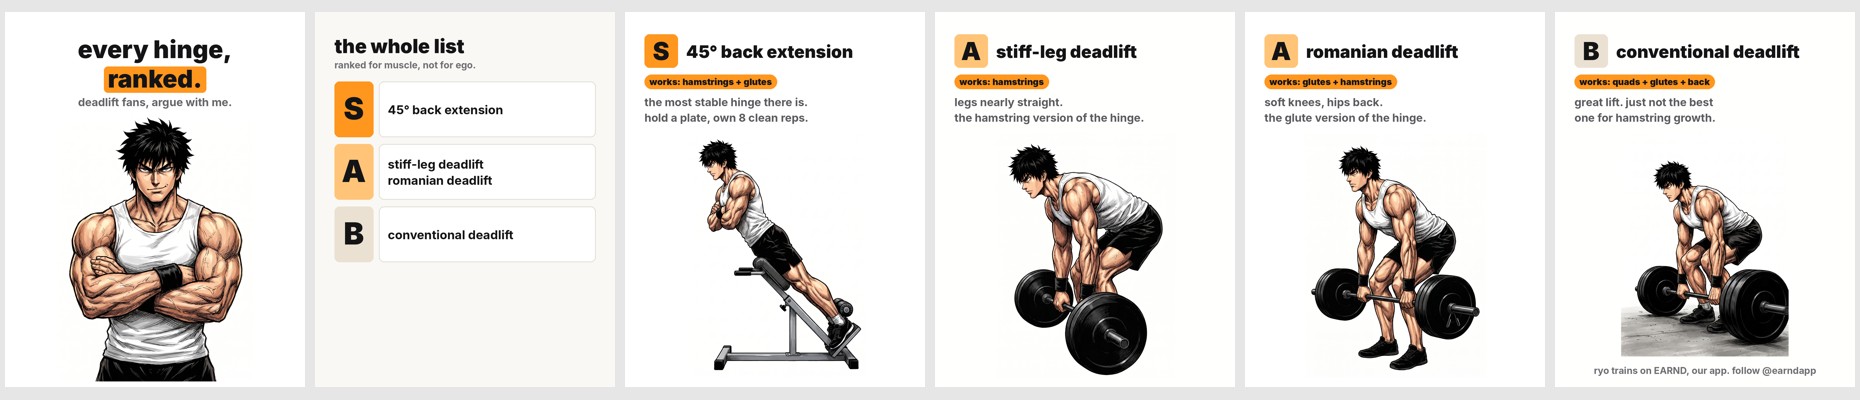 every hinge,
ranked.
deadlift fans, argue with me.
the whole list
ranked for muscle, not for ego.
S
45° back extension
A
stiff-leg deadlift
romanian deadlift
B
conventional deadlift
S 45° back extension
works: hamstrings + glutes
the most stable hinge there is.
hold a plate, own 8 clean reps.
A stiff-leg deadlift
works: hamstrings
legs nearly straight.
the hamstring version of the hinge.
A romanian deadlift
works: glutes + hamstrings
soft knees, hips back.
the glute version of the hinge.
B conventional deadlift
works: quads + glutes + back
great lift. just not the best
one for hamstring growth.
ryo trains on EARND, our app. follow @earndapp